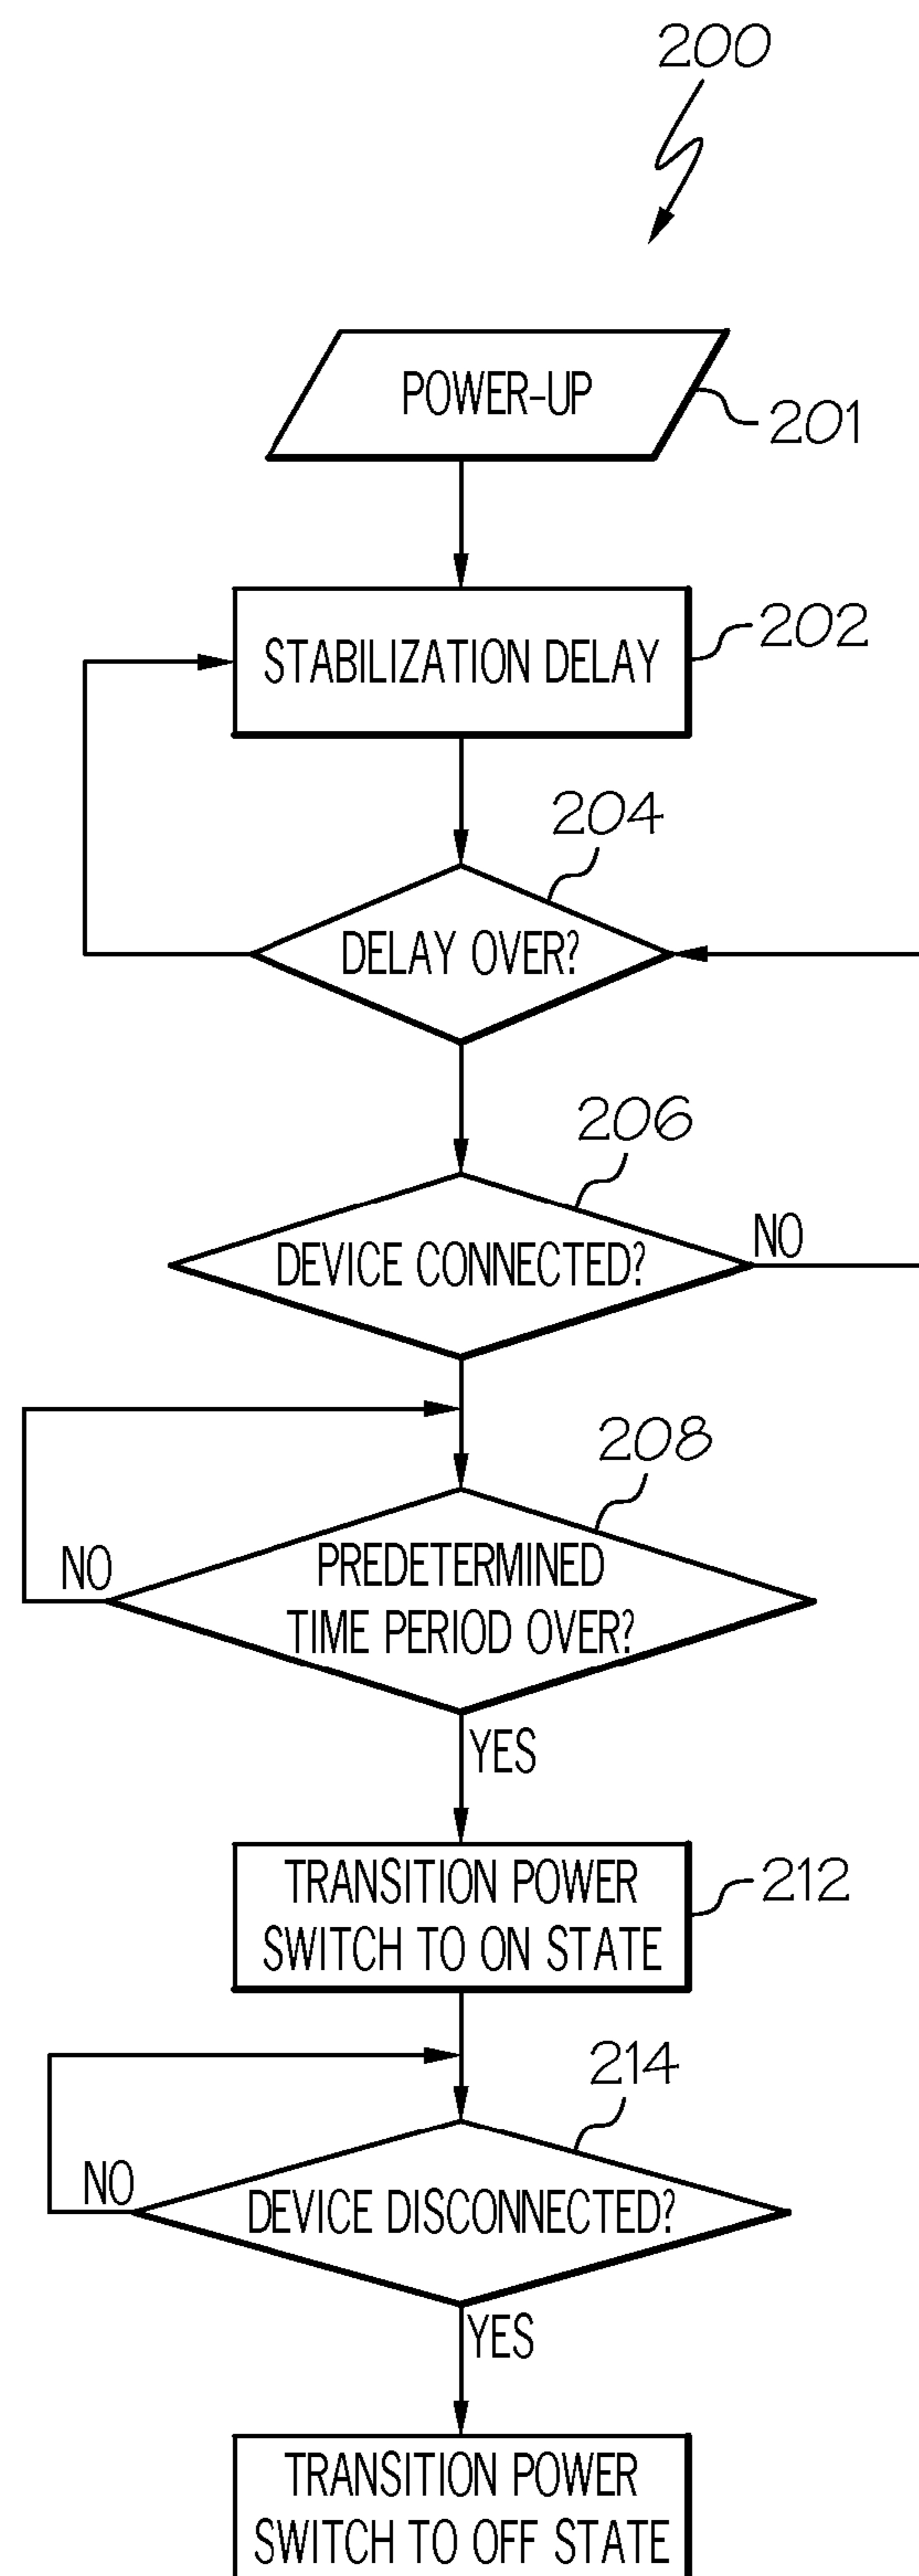 200
POWER-UP
201
STABILIZATION DELAY
202
204
DELAY OVER?
206
DEVICE CONNECTED?
NO
208
PREDETERMINED
TIME PERIOD OVER?
NO
YES
TRANSITION POWER
SWITCH TO ON STATE
212
214
DEVICE DISCONNECTED?
NO
YES
TRANSITION POWER
SWITCH TO OFF STATE